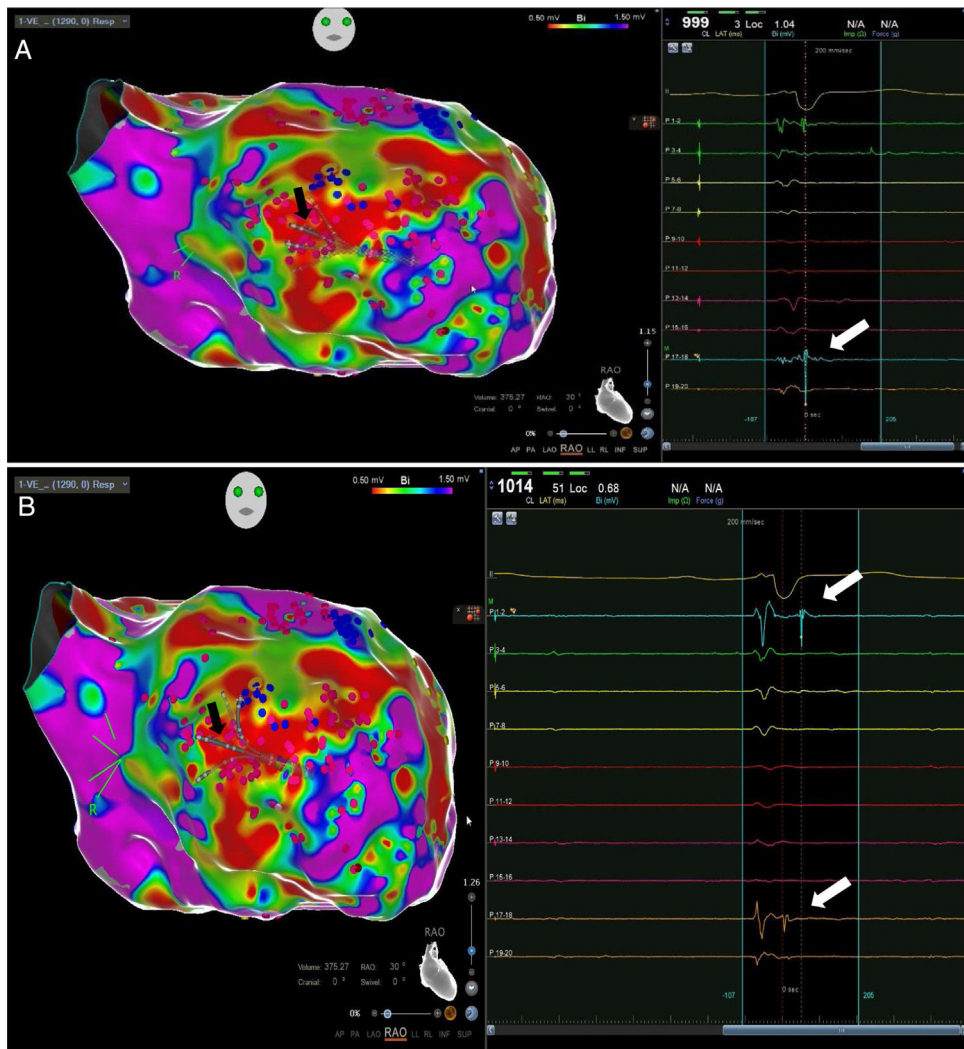 A
1-VE_.. (1290, 0) Resp
0.50 mV Bi 1.50 mV
R
1.15
RAO
Volume: 375.27 RAO: 30 °
Cranial: 0 ° Swivel: 0 °
0%
AP PA LAO RAO LL RL INF SUP
999 3 Loc 1.04 N/A N/A
CL LAT (ms) Bi (mV) Imp (Ω) Force (g)
200 mm/sec
II
P 1-2
P 3-4
P 5-6
P 7-8
P 9-10
P 11-12
P 13-14
P 15-16
M
P 17-18
P 19-20
-187 0 sec 205
B
1-VE_.. (1290, 0) Resp
0.50 mV Bi 1.50 mV
R
1.26
RAO
Volume: 375.27 RAO: 30 °
Cranial: 0 ° Swivel: 0 °
0%
AP PA LAO RAO LL RL INF SUP
1014 51 Loc 0.68 N/A N/A
CL LAT (ms) Bi (mV) Imp (Ω) Force (g)
200 mm/sec
II
M
P 1-2
P 3-4
P 5-6
P 7-8
P 9-10
P 11-12
P 13-14
P 15-16
P 17-18
P 19-20
-107 0 sec 205